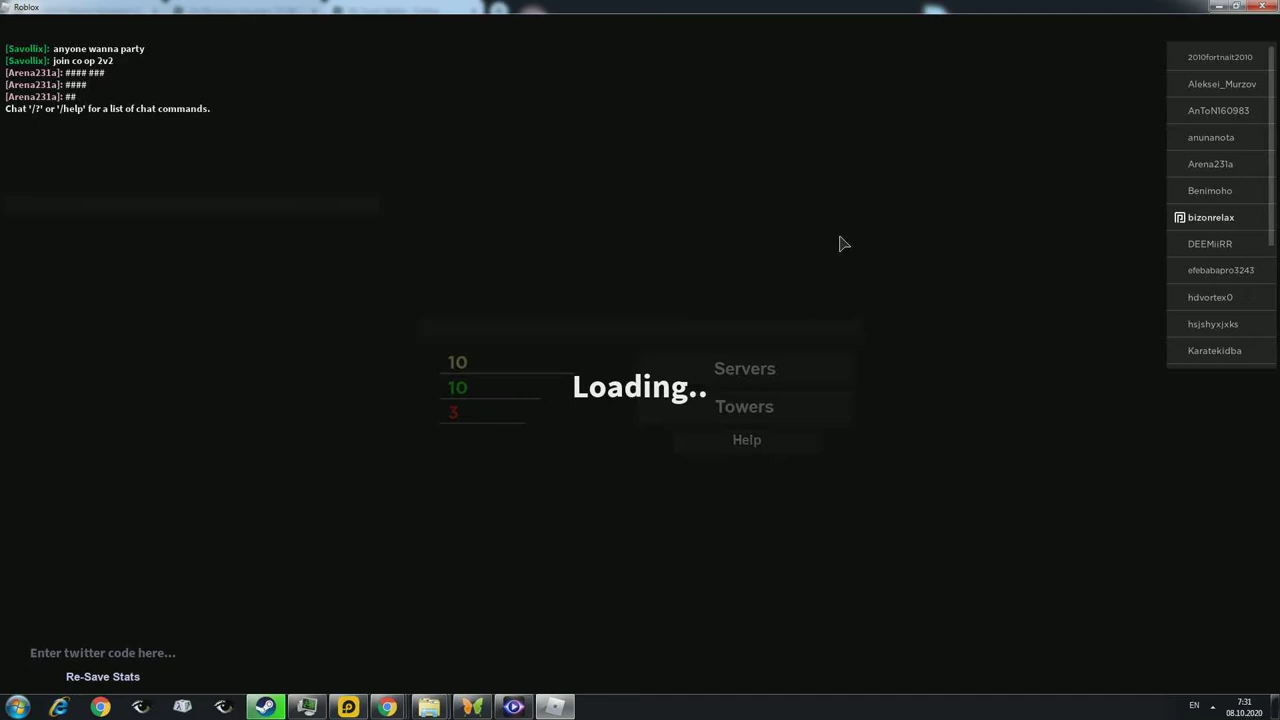 Roblox
[Savollix]: anyone wanna party
[Savollix]: join co op 2v2
[Arena231a]: #### ###
[Arena231a]: ####
[Arena231a]: ##
Chat '/?' or '/help' for a list of chat commands.
2010fortnait2010
Aleksei_Murzov
AnToN160983
anunanota
Arena231a
Benimoho
bizonrelax
DEEMiiRR
efebabapro3243
hdvortex0
hsjshyxjxks
Karatekidba
10
10
3
Servers
Loading..
Towers
Help
Enter twitter code here...
Re-Save Stats
EN
7:31
08.10.2020